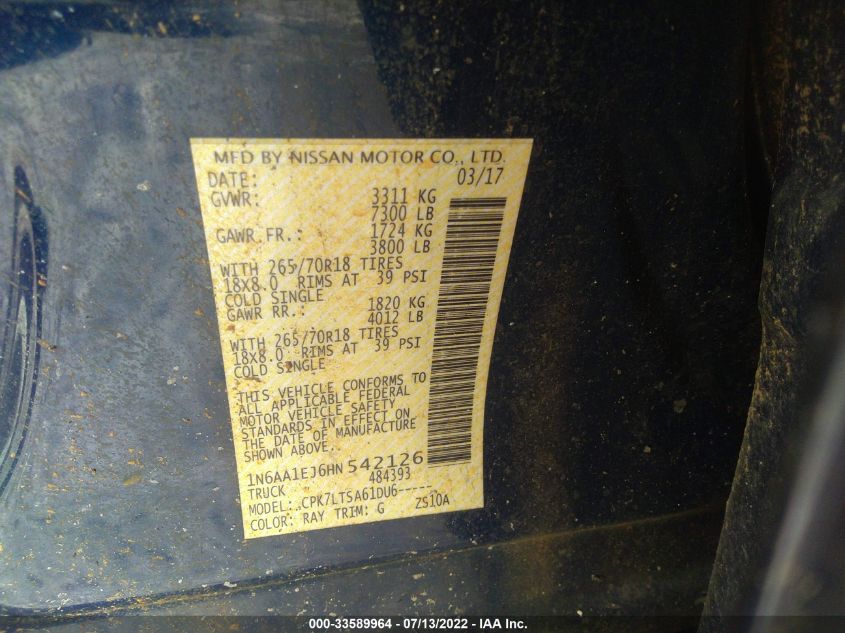 MFD BY NISSAN MOTOR CO., LTD.
DATE: 03/17
GVWR: 3311 KG
7300 LB
GAWR FR.: 1724 KG
3800 LB
WITH 265/70R18 TIRES
18X8.0 RIMS AT 39 PSI
COLD SINGLE
GAWR RR.: 1820 KG
4012 LB
WITH 265/70R18 TIRES
18X8.0 RIMS AT 39 PSI
COLD SINGLE
THIS VEHICLE CONFORMS TO
ALL APPLICABLE FEDERAL
MOTOR VEHICLE SAFETY
STANDARDS IN EFFECT ON
THE DATE OF MANUFACTURE
SHOWN ABOVE.
1N6AA1EJ6HN 542126
TRUCK 484393
MODEL: CPK7LTSA61DU6-----
COLOR: RAY TRIM: G ZS10A
000-33589964 - 07/13/2022 - IAA Inc.